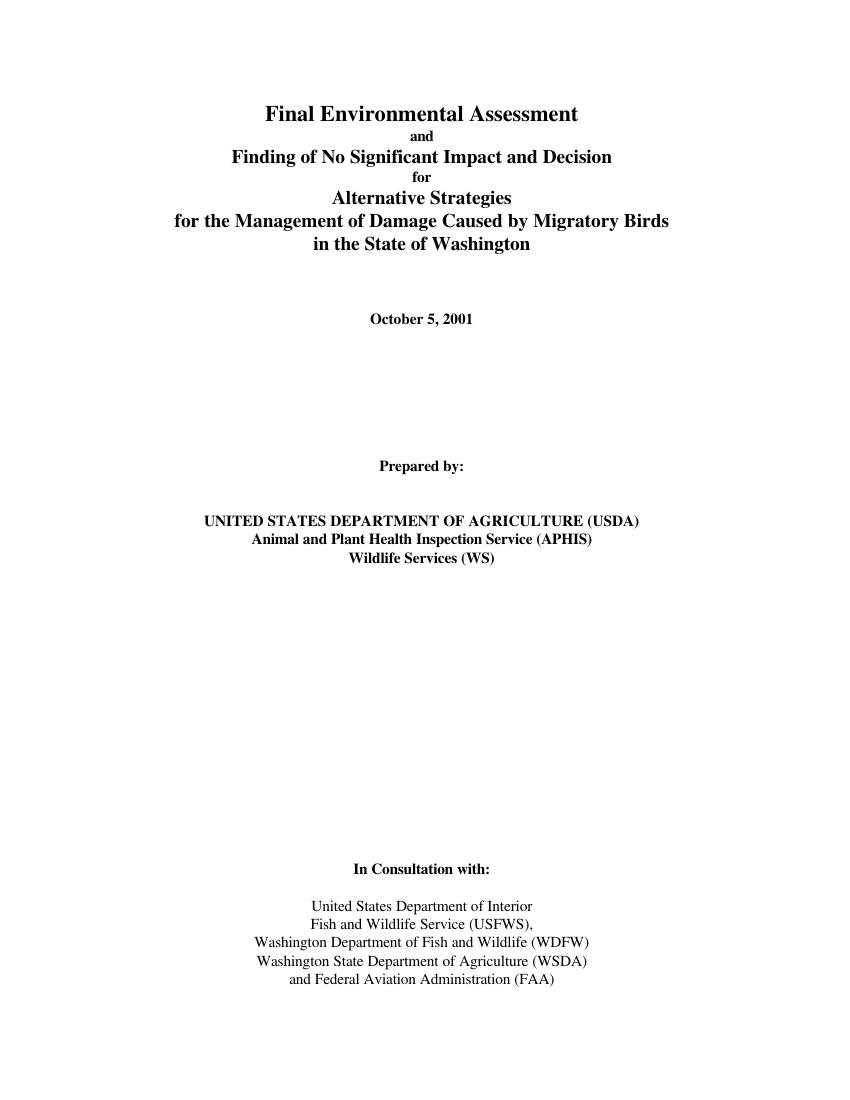 Final Environmental Assessment
and
Finding of No Significant Impact and Decision
for
Alternative Strategies
for the Management of Damage Caused by Migratory Birds
in the State of Washington
October 5, 2001
Prepared by:
UNITED STATES DEPARTMENT OF AGRICULTURE (USDA)
Animal and Plant Health Inspection Service (APHIS)
Wildlife Services (WS)
In Consultation with:
United States Department of Interior
Fish and Wildlife Service (USFWS),
Washington Department of Fish and Wildlife (WDFW)
Washington State Department of Agriculture (WSDA)
and Federal Aviation Administration (FAA)